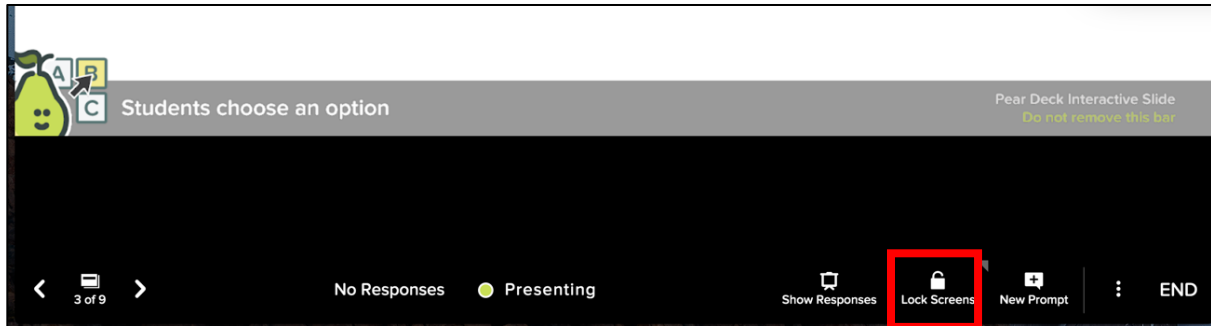 A B
C
Students choose an option
Pear Deck Interactive Slide
Do not remove this bar
3 of 9
No Responses
Presenting
Show Responses
Lock Screens
New Prompt
END